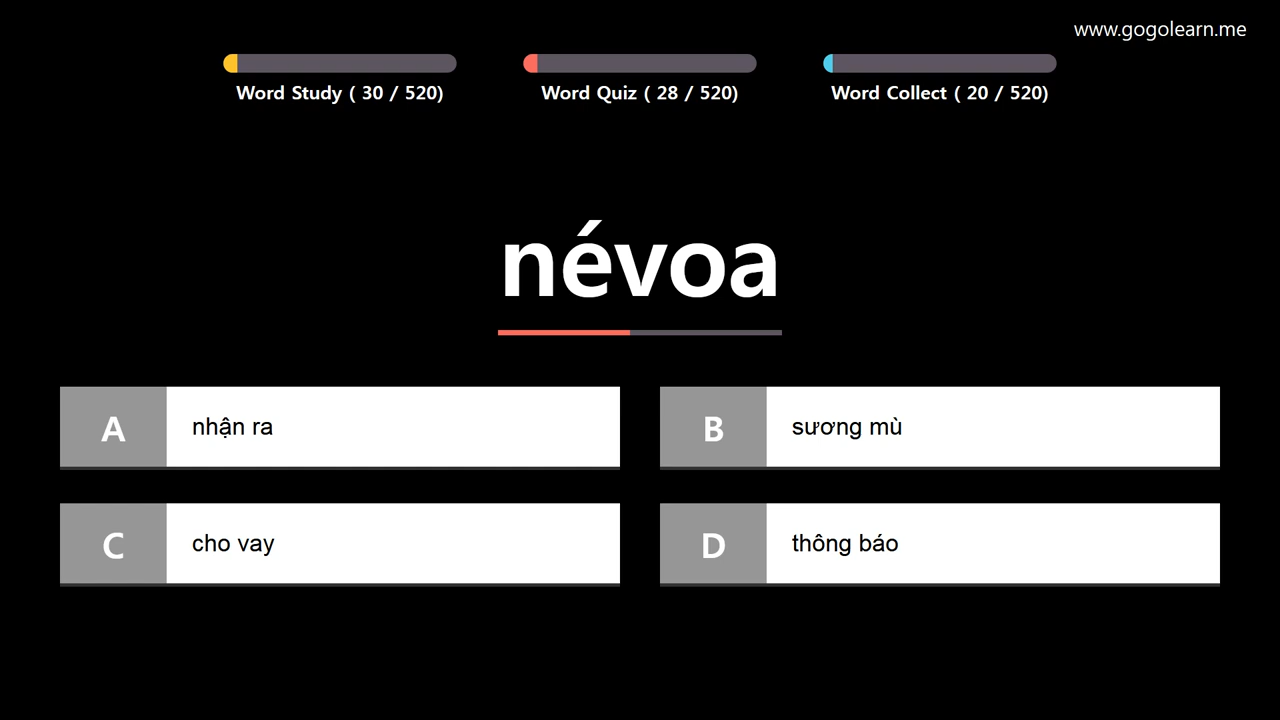 www.gogolearn.me
Word Study ( 30 / 520)
Word Quiz ( 28 / 520)
Word Collect ( 20 / 520)
névoa
A nhận ra
B sương mù
C cho vay
D thông báo